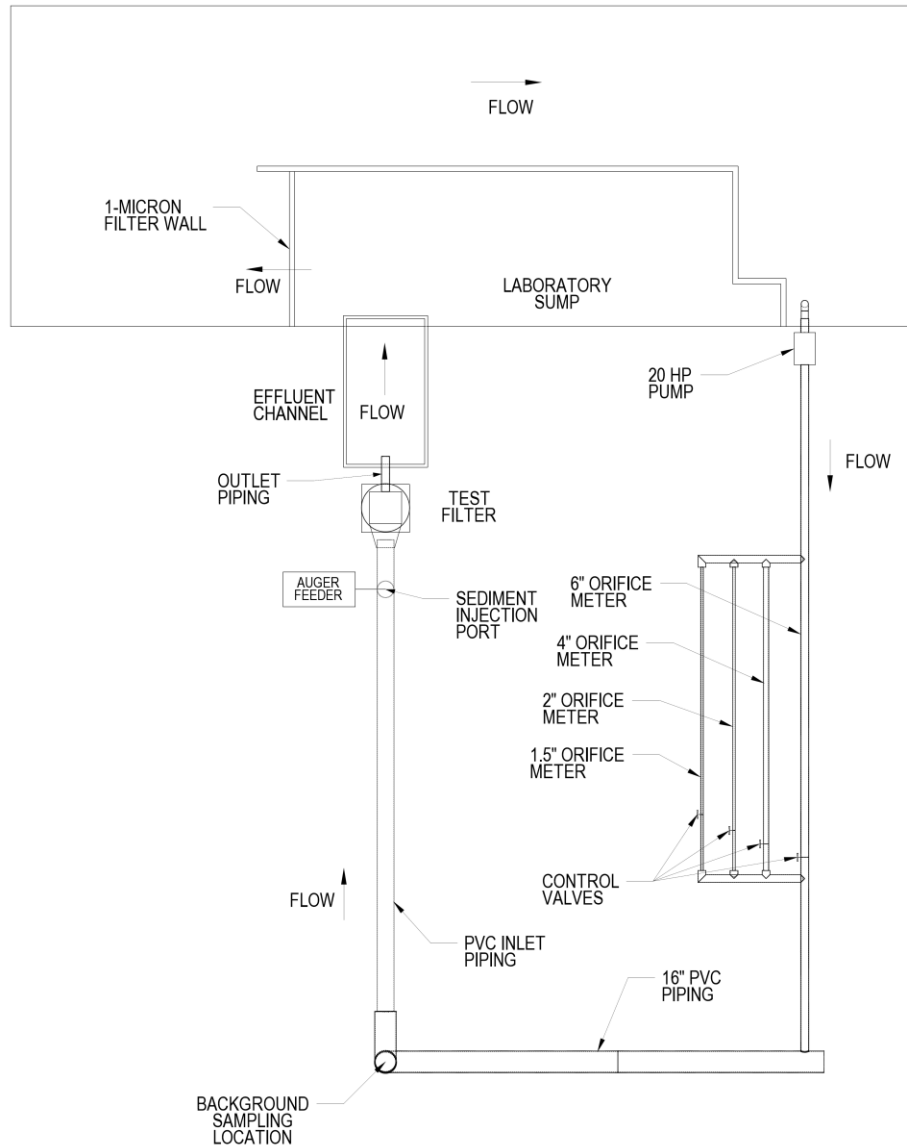 FLOW
1-MICRON
FILTER WALL
FLOW
LABORATORY
SUMP
20 HP
PUMP
EFFLUENT
CHANNEL
FLOW
FLOW
OUTLET
PIPING
TEST
FILTER
AUGER
FEEDER
SEDIMENT
INJECTION
PORT
6" ORIFICE
METER
4" ORIFICE
METER
2" ORIFICE
METER
1.5" ORIFICE
METER
CONTROL
VALVES
FLOW
PVC INLET
PIPING
16" PVC
PIPING
BACKGROUND
SAMPLING
LOCATION